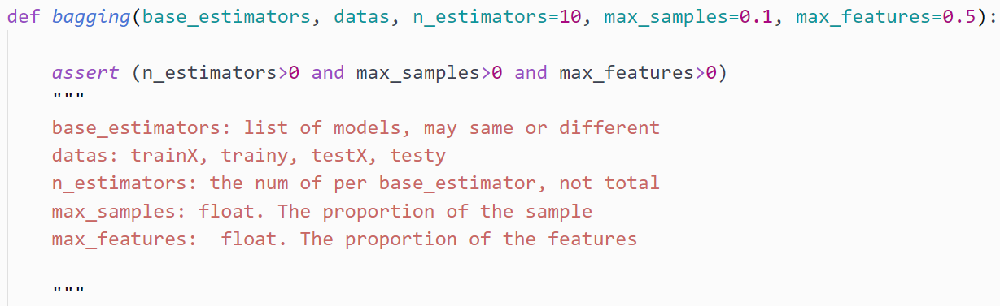 def bagging(base_estimators, datas, n_estimators=10, max_samples=0.1, max_features=0.5):
assert (n_estimators>0 and max_samples>0 and max_features>0)
"""
base_estimators: list of models, may same or different
datas: trainX, trainy, testX, testy
n_estimators: the num of per base_estimator, not total
max_samples: float. The proportion of the sample
max_features:  float. The proportion of the features
"""